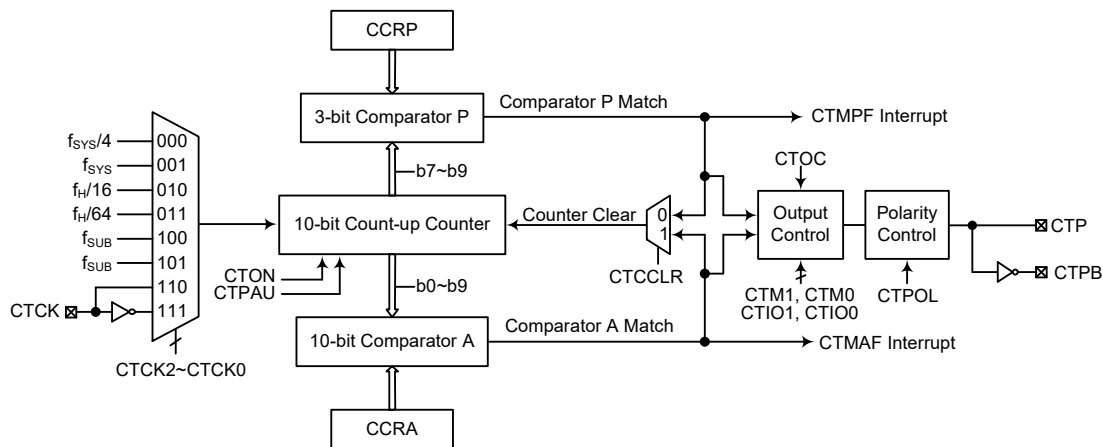 CCRP
3-bit Comparator P
Comparator P Match
CTMPF Interrupt
b7~b9
fSYS/4
000
fSYS
001
fH/16
010
fH/64
011
fSUB
100
fSUB
101
110
111
CTCK
CTCK2~CTCK0
10-bit Count-up Counter
CTON
CTPAU
Counter Clear
0
1
CTCCLR
CTOC
Output
Control
CTM1, CTM0
CTIO1, CTIO0
Polarity
Control
CTPOL
CTP
CTPB
b0~b9
10-bit Comparator A
Comparator A Match
CTMAF Interrupt
CCRA